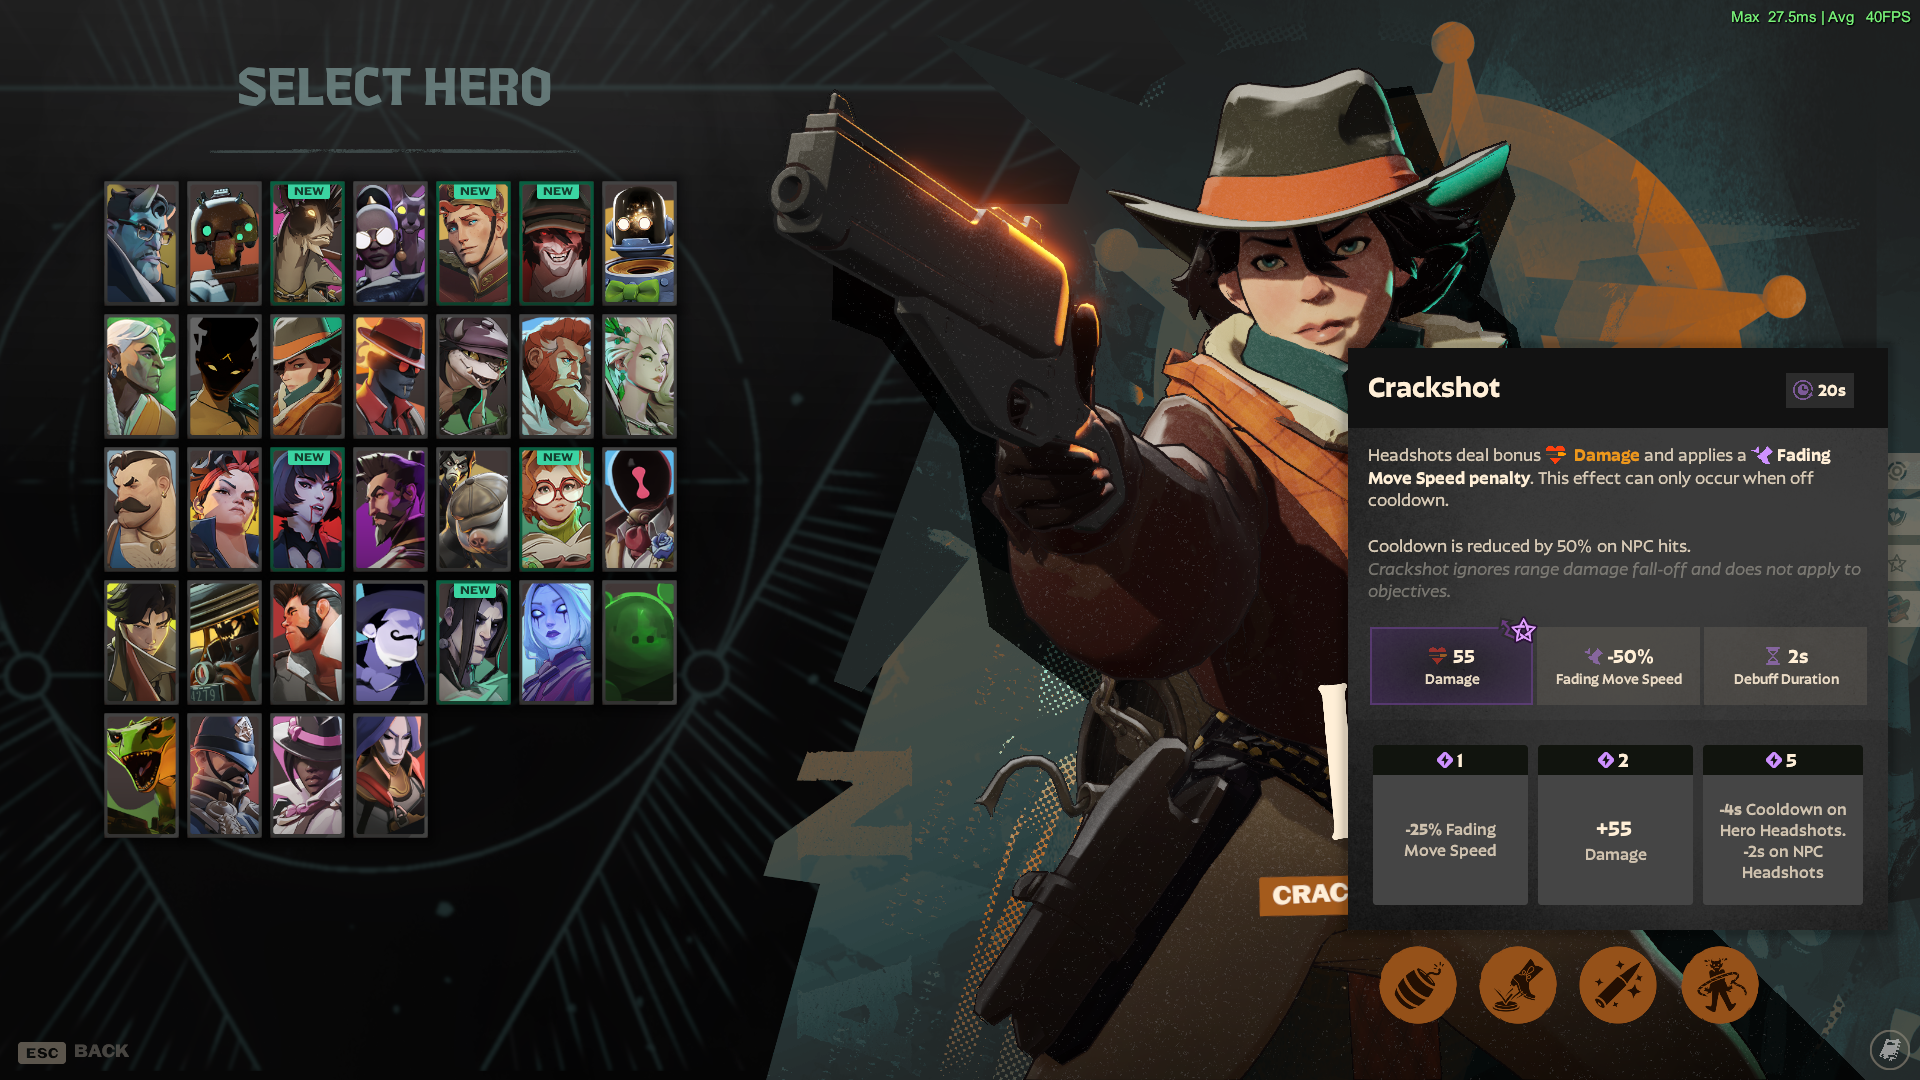 Max 27.5ms | Avg 40FPS
SELECT HERO
NEW
NEW
NEW
NEW
NEW
NEW
Crackshot
20s
Headshots deal bonus Damage and applies a Fading
Move Speed penalty. This effect can only occur when off
cooldown.
Cooldown is reduced by 50% on NPC hits.
Crackshot ignores range damage fall-off and does not apply to
objectives.
55
Damage
-50%
Fading Move Speed
2s
Debuff Duration
1
-25% Fading
Move Speed
2
+55
Damage
5
-4s Cooldown on
Hero Headshots.
-2s on NPC
Headshots
CRAC
ESC BACK